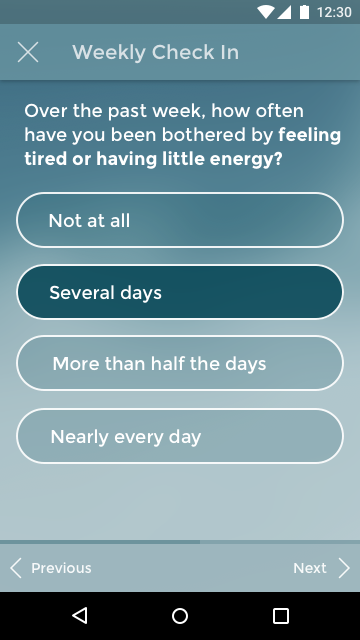 12:30
Weekly Check In
Over the past week, how often
have you been bothered by feeling
tired or having little energy?
Not at all
Several days
More than half the days
Nearly every day
Previous
Next